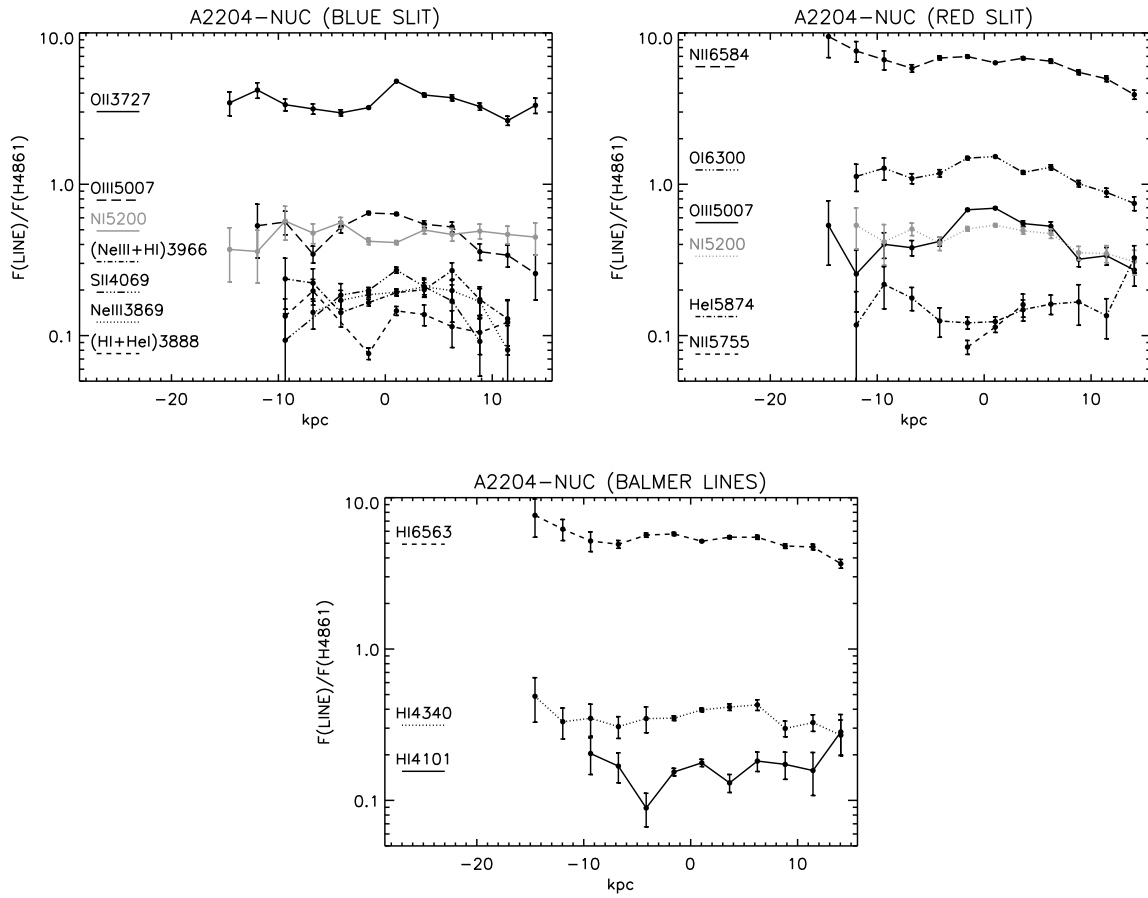 A2204-NUC (BLUE SLIT)
10.0
1.0
0.1
F(LINE)/F(H4861)
OII3727
OIII5007
NI5200
(NeIII+HI)3966
SII4069
NeIII3869
(HI+HeI)3888
-20
-10
0
10
kpc
A2204-NUC (RED SLIT)
10.0
1.0
0.1
F(LINE)/F(H4861)
NII6584
OI6300
OIII5007
NI5200
HeI5874
NII5755
-20
-10
0
10
kpc
A2204-NUC (BALMER LINES)
10.0
1.0
0.1
F(LINE)/F(H4861)
HI6563
HI4340
HI4101
-20
-10
0
10
kpc